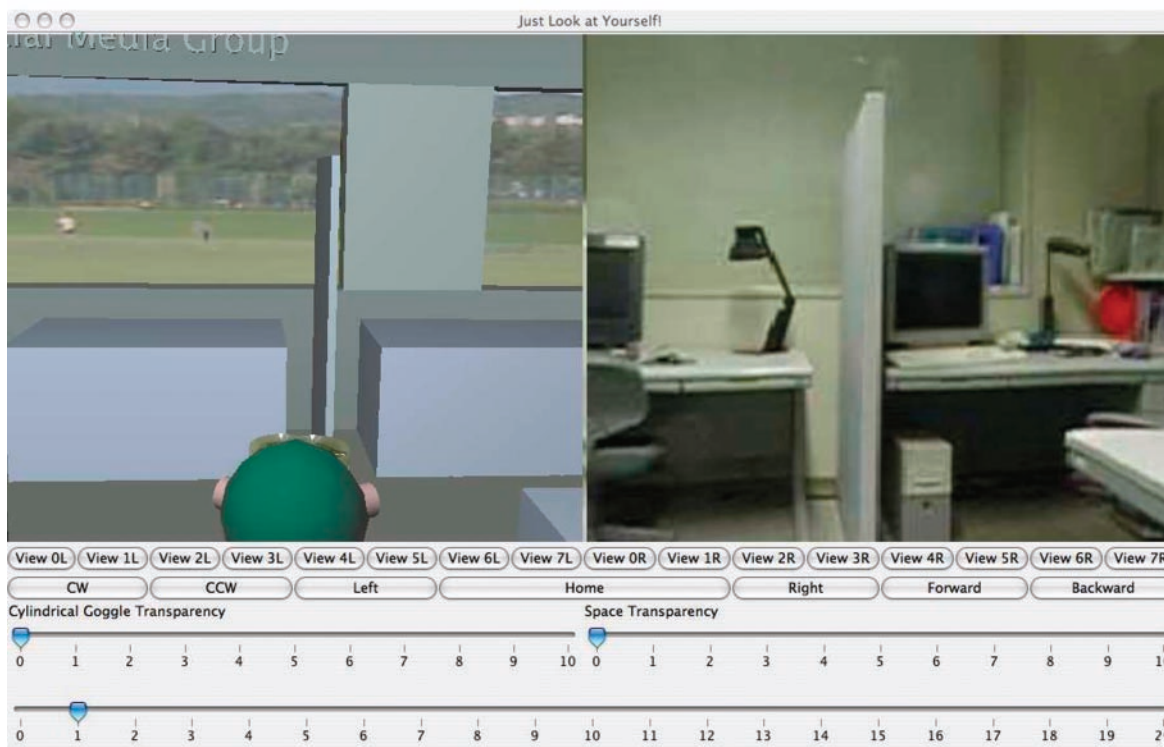 Just Look at Yourself!
Media Group
View 0L View 1L View 2L View 3L View 4L View 5L View 6L View 7L View 0R View 1R View 2R View 3R View 4R View 5R View 6R View 7R
CW CCW Left Home Right Forward Backward
Cylindrical Goggle Transparency Space Transparency
0 1 2 3 4 5 6 7 8 9 10 0 1 2 3 4 5 6 7 8 9
0 1 2 3 4 5 6 7 8 9 10 11 12 13 14 15 16 17 18 19